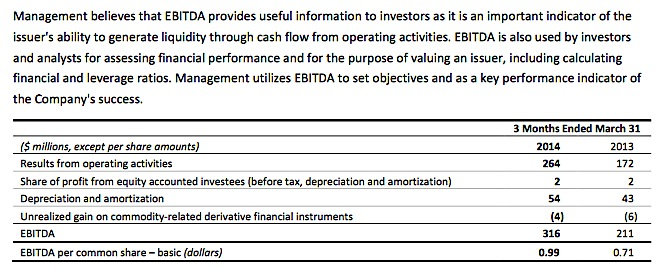 Management believes that EBITDA provides useful information to investors as it is an important indicator of the
issuer's ability to generate liquidity through cash flow from operating activities. EBITDA is also used by investors
and analysts for assessing financial performance and for the purpose of valuing an issuer, including calculating
financial and leverage ratios. Management utilizes EBITDA to set objectives and as a key performance indicator of
the Company's success.
3 Months Ended March 31
($ millions, except per share amounts) 2014 2013
Results from operating activities 264 172
Share of profit from equity accounted investees (before tax, depreciation and amortization) 2 2
Depreciation and amortization 54 43
Unrealized gain on commodity-related derivative financial instruments (4) (6)
EBITDA 316 211
EBITDA per common share – basic (dollars) 0.99 0.71